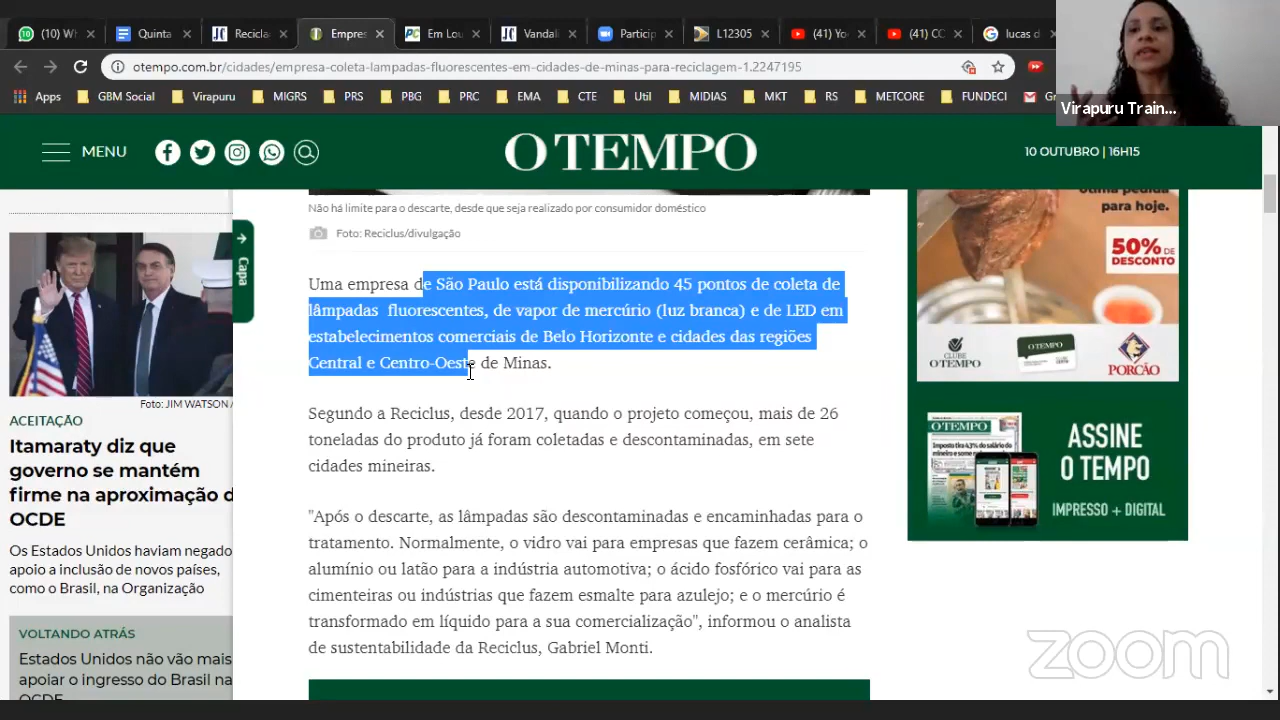 (10) Wh
Quinta
Recicla
Empres
Em Lou
Vandali
Particip
L12305
(41) Yo
(41) CC
lucas d
otempo.com.br/cidades/empresa-coleta-lampadas-fluorescentes-em-cidades-de-minas-para-reciclagem-1.2247195
Apps GBM Social Virapuru MIGRS PRS PBG PRC EMA CTE Util MIDIAS MKT RS METCORE FUNDECI
Virapuru Train...
MENU
O TEMPO
10 OUTUBRO | 16H15
Capa
Não há limite para o descarte, desde que seja realizado por consumidor doméstico
Foto: Reciclus/divulgação
Uma empresa de São Paulo está disponibilizando 45 pontos de coleta de
lâmpadas fluorescentes, de vapor de mercúrio (luz branca) e de LED em
estabelecimentos comerciais de Belo Horizonte e cidades das regiões
Central e Centro-Oeste de Minas.
Segundo a Reciclus, desde 2017, quando o projeto começou, mais de 26
toneladas do produto já foram coletadas e descontaminadas, em sete
cidades mineiras.
"Após o descarte, as lâmpadas são descontaminadas e encaminhadas para o
tratamento. Normalmente, o vidro vai para empresas que fazem cerâmica; o
alumínio ou latão para a indústria automotiva; o ácido fosfórico vai para as
cimenteiras ou indústrias que fazem esmalte para azulejo; e o mercúrio é
transformado em líquido para a sua comercialização", informou o analista
de sustentabilidade da Reciclus, Gabriel Monti.
Foto: JIM WATSON /
ACEITAÇÃO
Itamaraty diz que
governo se mantém
firme na aproximação d
OCDE
Os Estados Unidos haviam negado
apoio a inclusão de novos países,
como o Brasil, na Organização
VOLTANDO ATRÁS
Estados Unidos não vão mais
apoiar o ingresso do Brasil na
OCDE
para hoje.
50% DE
DESCONTO
CLUBE
O TEMPO
O TEMPO
PORCÃO
O TEMPO
ASSINE
O TEMPO
IMPRESSO + DIGITAL
zoom